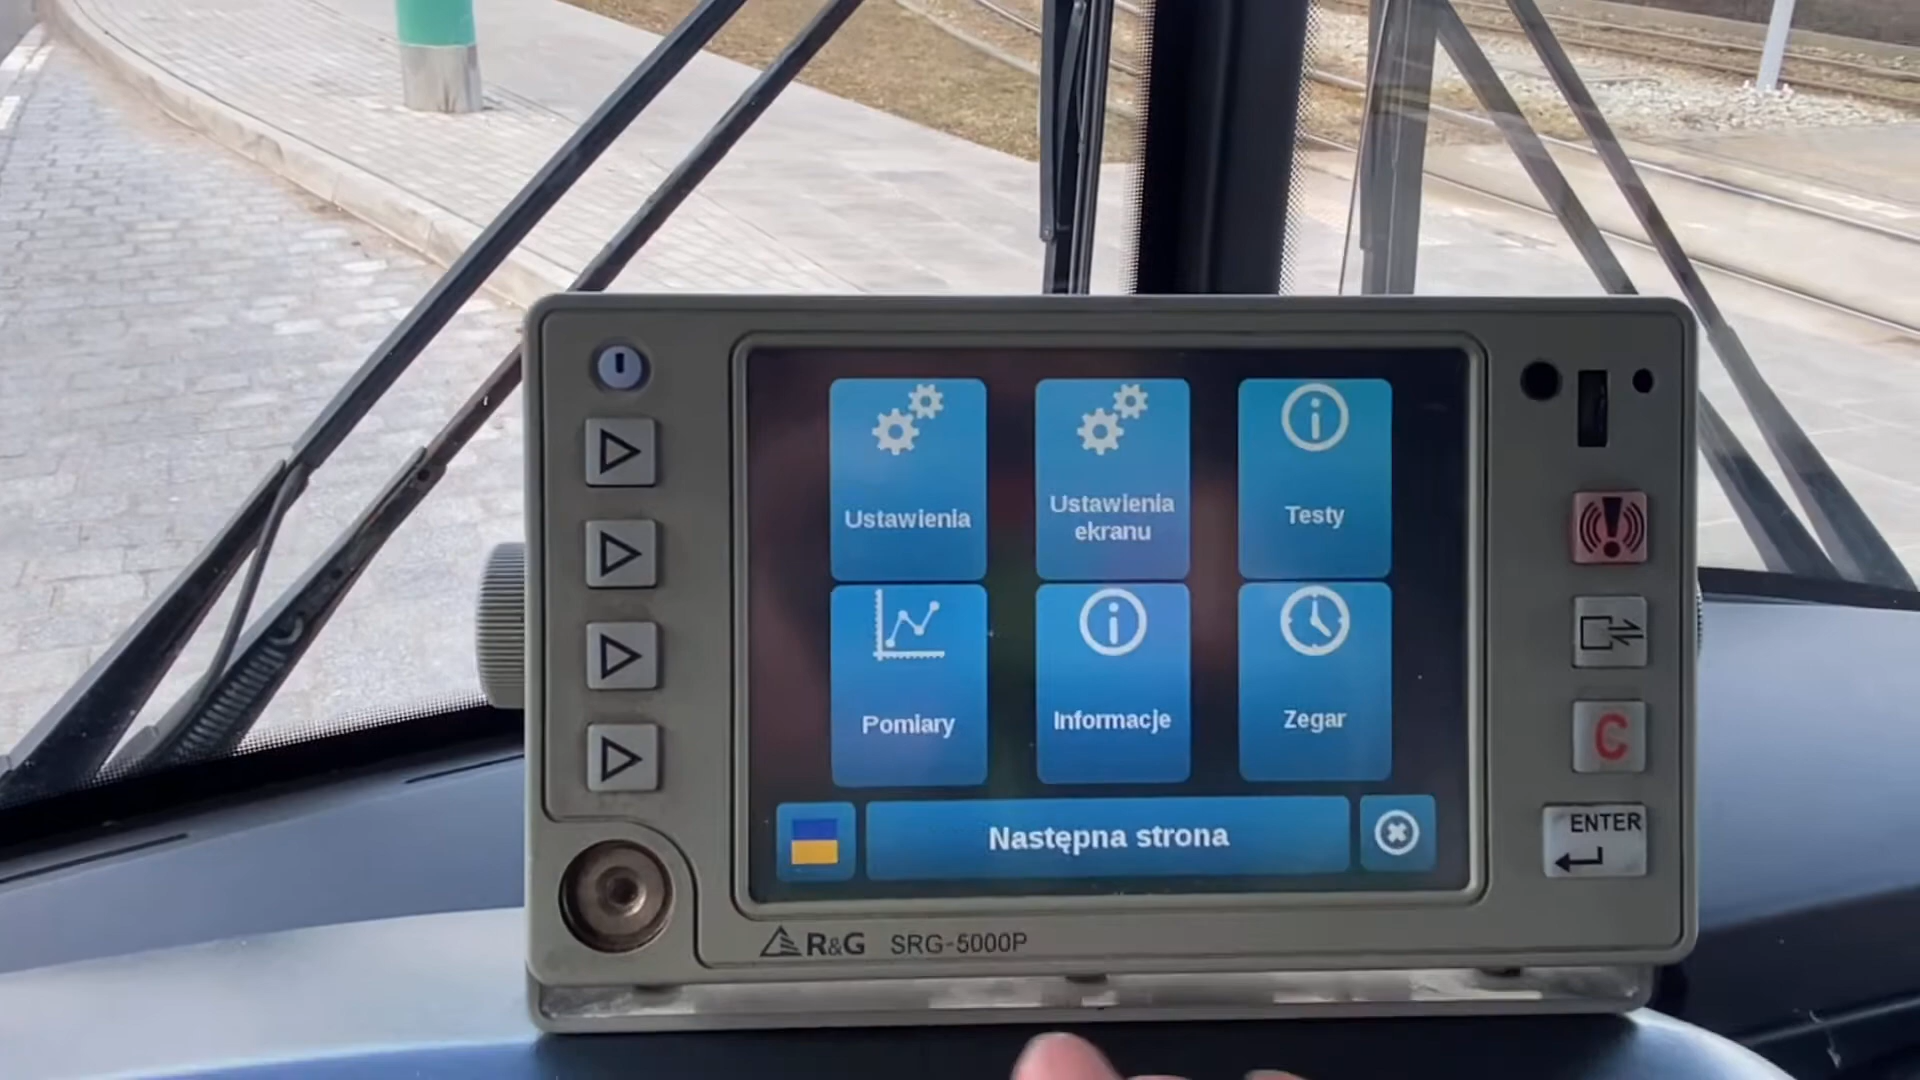 Ustawienia
Ustawienia
ekranu
Testy
Pomiary
Informacje
Zegar
Następna strona
C
ENTER
R&G SRG-5000P